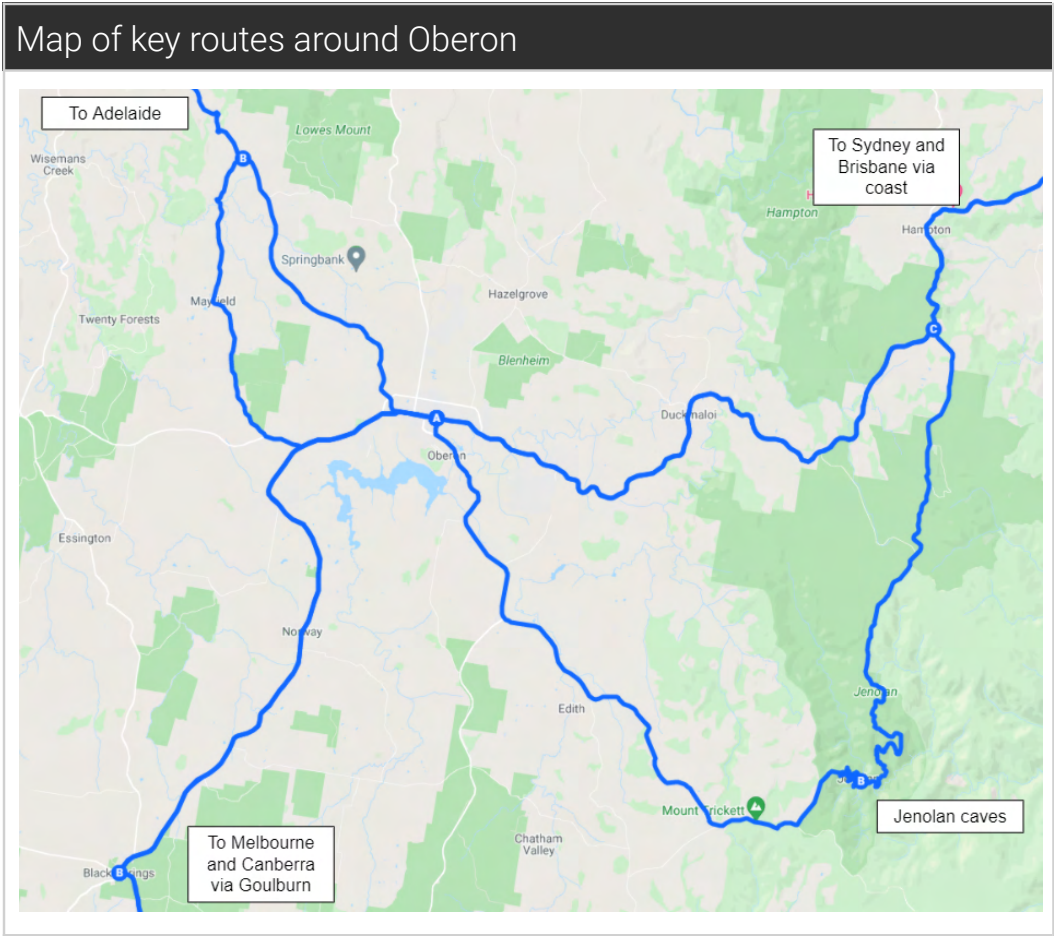 Map of key routes around Oberon
To Adelaide
Lowes Mount
To Sydney and
Brisbane via
coast
Wisemans
Creek
H
Hampton
Hampton
B
Springbank
Hazelgrove
Mayfield
Twenty Forests
C
Blenheim
A
Duckmaloi
Oberon
Essington
Norway
Jenolan
Edith
B
Mount Trickett
Jenolan caves
To Melbourne
and Canberra
via Goulburn
Chatham
Valley
Black Springs
B